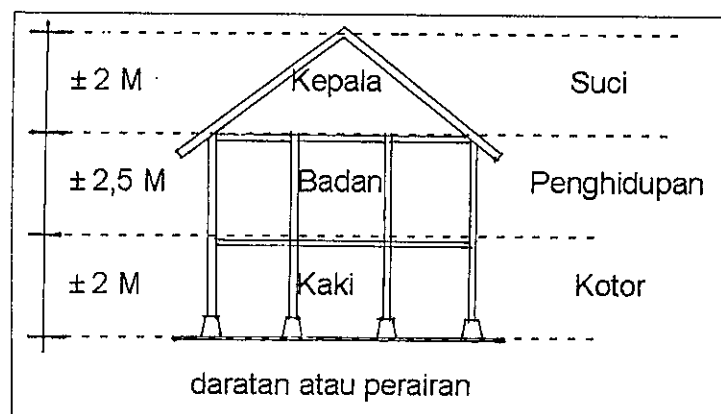 ± 2 M Kepala Suci
± 2,5 M Badan Penghidupan
± 2 M Kaki Kotor
daratan atau perairan